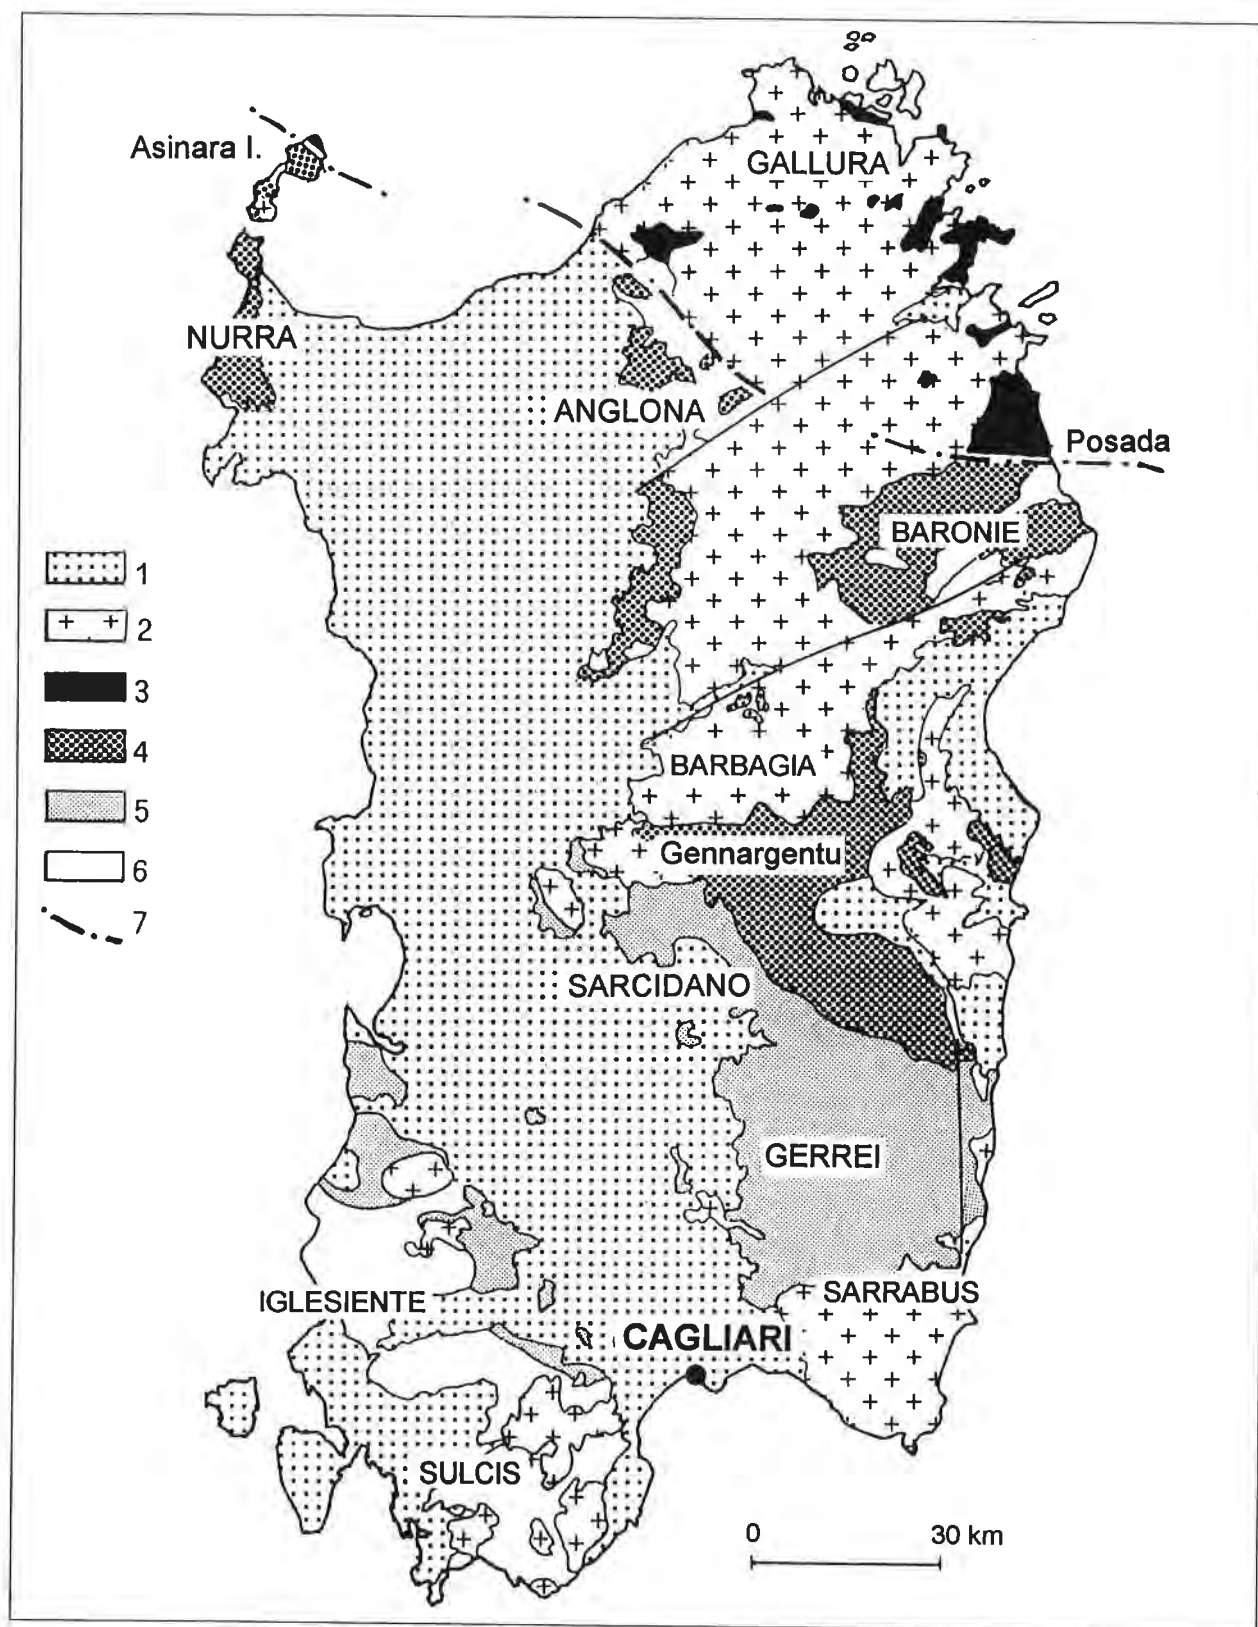 Asinara I.
GALLURA
NURRA
ANGLONA
Posada
BARONIE
1
2
3
4
5
6
7
BARBAGIA
Gennargentu
SARCIDANO
GERREI
IGLESIENTE
SARRABUS
CAGLIARI
SULCIS
0 30 km